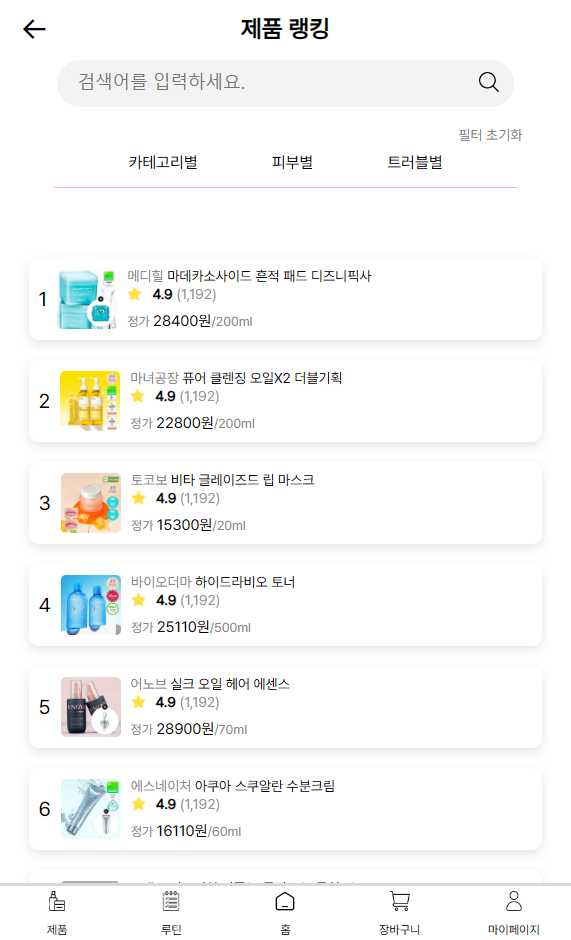 제품 랭킹
검색어를 입력하세요.
필터 초기화
카테고리별 피부별 트러블별
1
메디힐 마데카소사이드 흔적 패드 디즈니픽사
4.9 (1,192)
정가 28400원/200ml
2
마녀공장 퓨어 클렌징 오일X2 더블기획
4.9 (1,192)
정가 22800원/200ml
3
토코보 비타 글레이즈드 립 마스크
4.9 (1,192)
정가 15300원/20ml
4
바이오더마 하이드라비오 토너
4.9 (1,192)
정가 25110원/500ml
5
어노브 실크 오일 헤어 에센스
4.9 (1,192)
정가 28900원/70ml
6
에스네이처 아쿠아 스쿠알란 수분크림
4.9 (1,192)
정가 16110원/60ml
제품 루틴 홈 장바구니 마이페이지